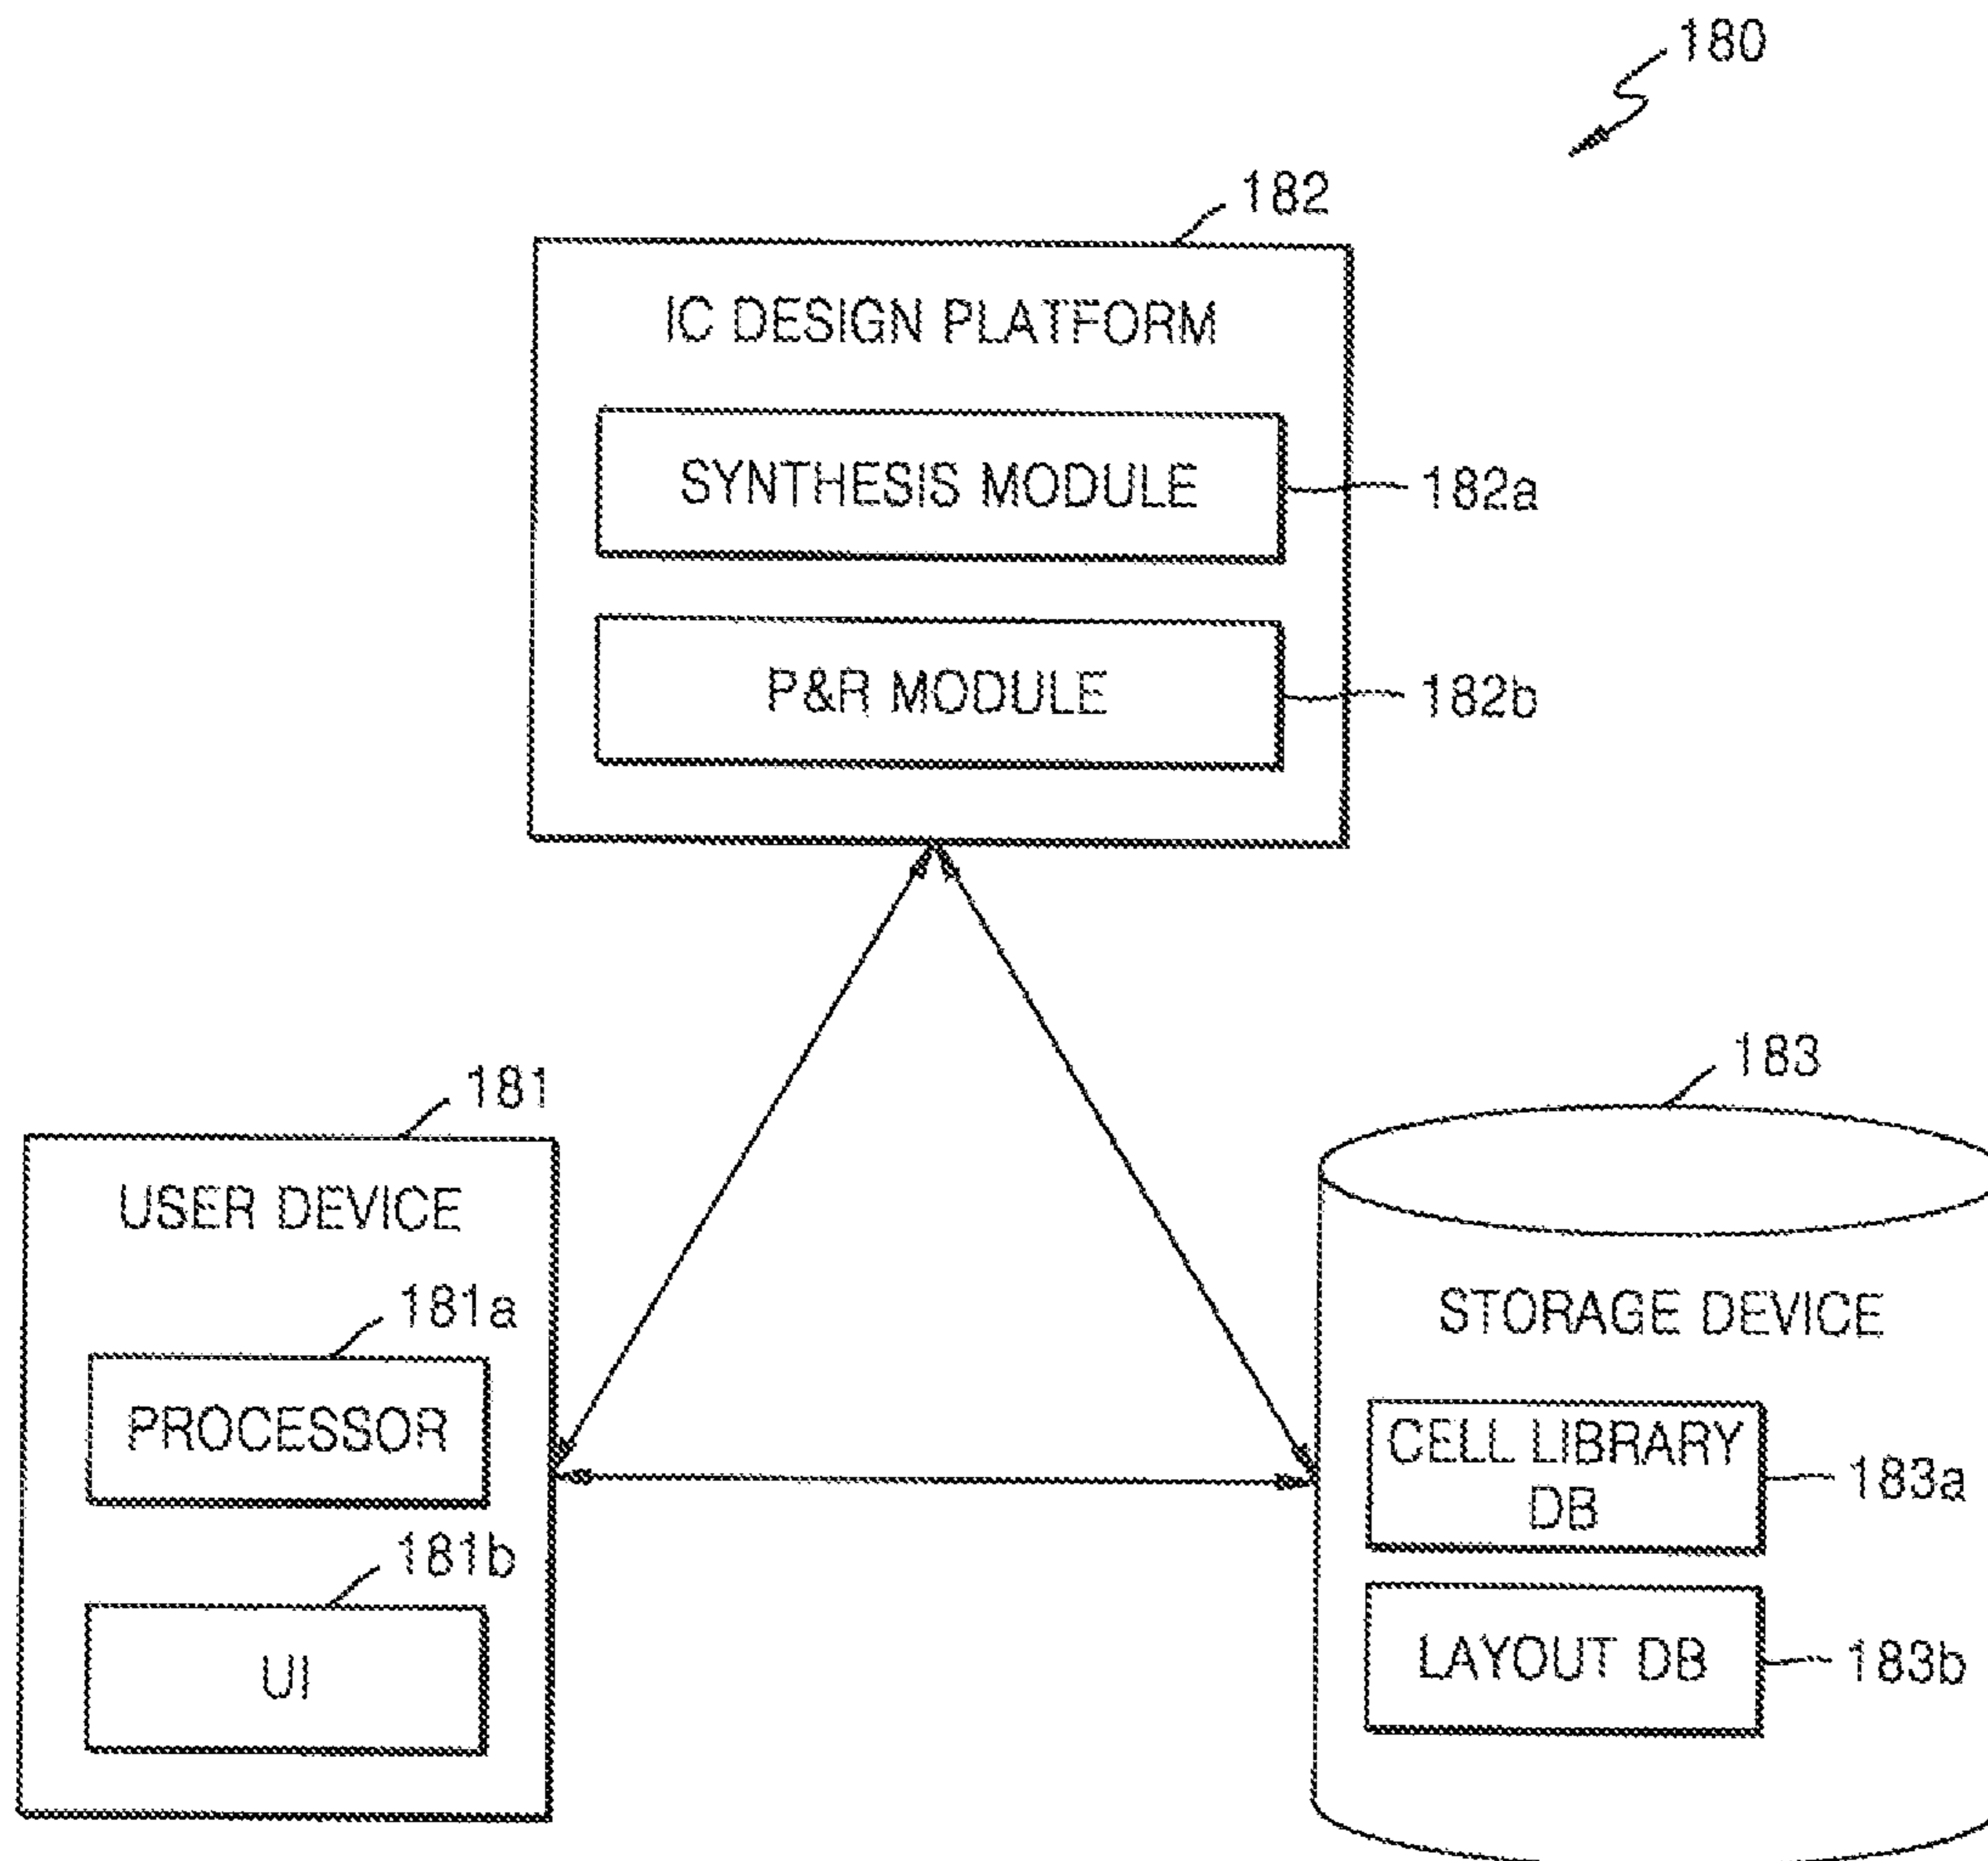 180
182
IC DESIGN PLATFORM
SYNTHESIS MODULE
182a
P&R MODULE
182b
181
USER DEVICE
181a
PROCESSOR
181b
UI
183
STORAGE DEVICE
CELL LIBRARY
DB
183a
LAYOUT DB
183b